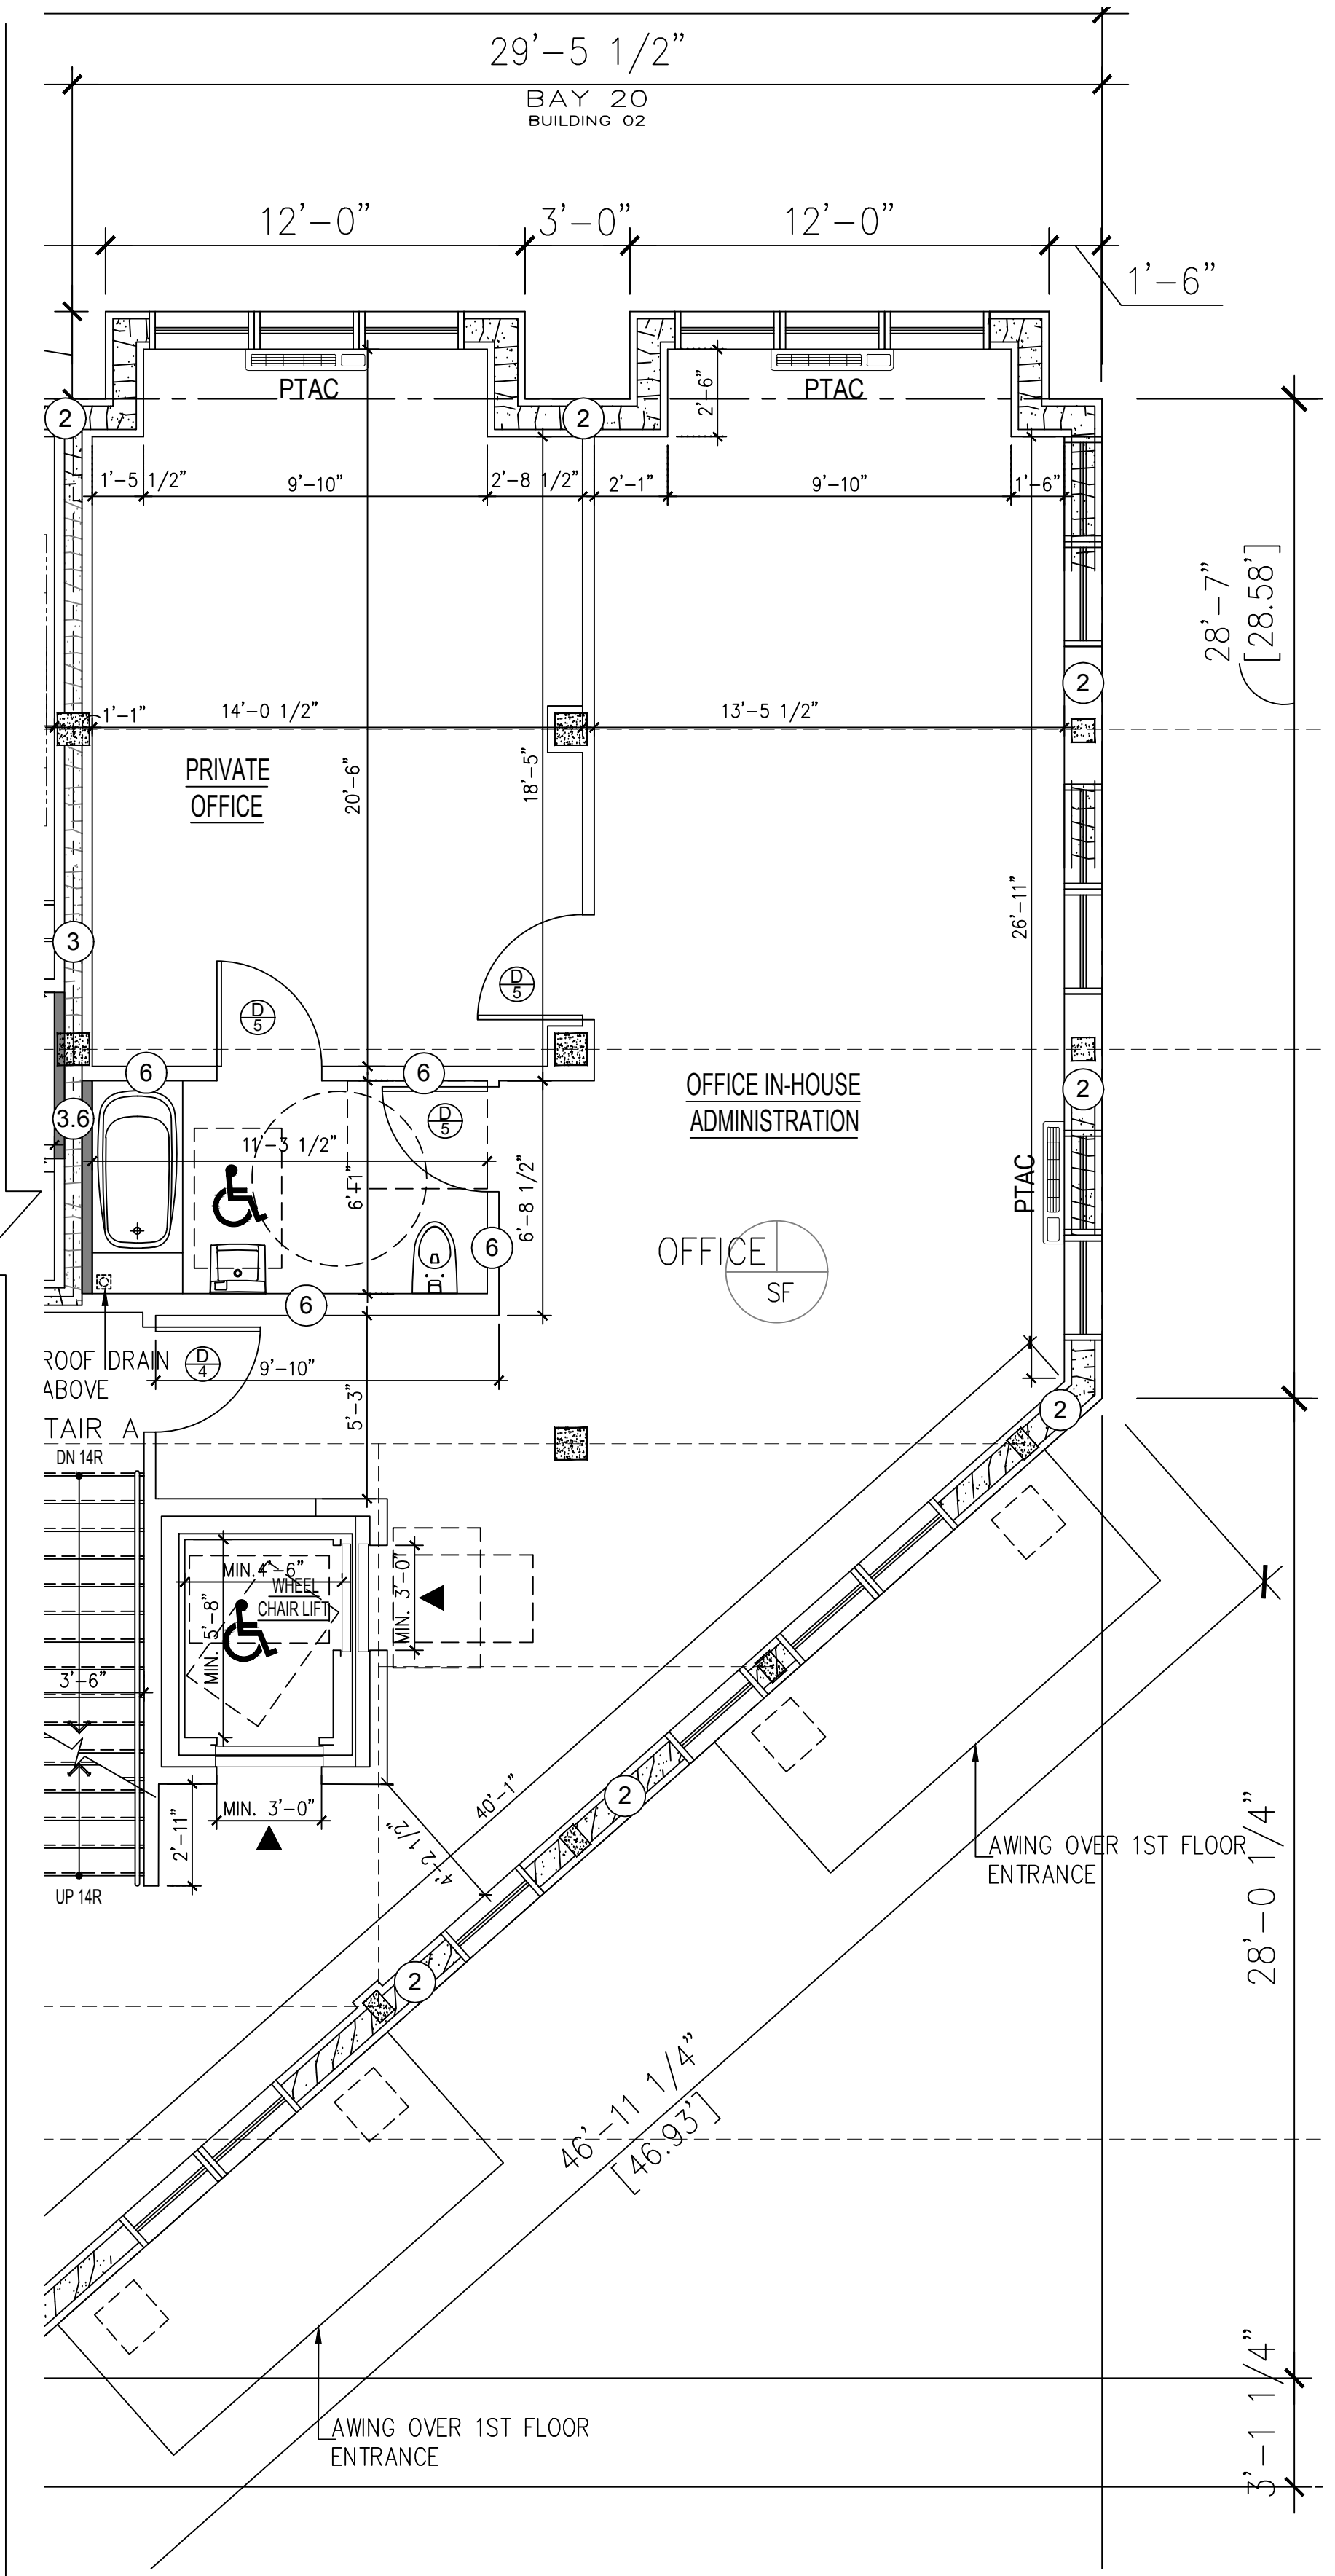 29'-5 1/2"
BAY 20
BUILDING 02
12'-0"
3'-0"
12'-0"
1'-6"
PTAC
PTAC
2'-6"
2
2
1'-5 1/2"
9'-10"
2'-8 1/2"
2'-1"
9'-10"
1'-6"
28'-7"
[28.58']
2
1'-1"
14'-0 1/2"
13'-5 1/2"
PRIVATE
OFFICE
20'-6"
18'-5"
26'-11"
3
D
5
D
5
6
6
3.6
D
5
OFFICE IN-HOUSE
ADMINISTRATION
2
11'-3 1/2"
6'-1"
6'-8 1/2"
PTAC
6
OFFICE
SF
6
ROOF DRAIN
ABOVE
D
4
9'-10"
5'-3"
2
TAIR A
DN 14R
MIN. 4'-6"
WHEEL
CHAIR LIFT
MIN. 5'-8"
MIN. 3'-0"
3'-6"
MIN. 3'-0"
2'-11"
UP 14R
40'-1"
4'-2 1/2"
2
AWING OVER 1ST FLOOR
ENTRANCE
28'-0 1/4"
2
46'-11 1/4"
[46.93']
AWING OVER 1ST FLOOR
ENTRANCE
3'-1 1/4"